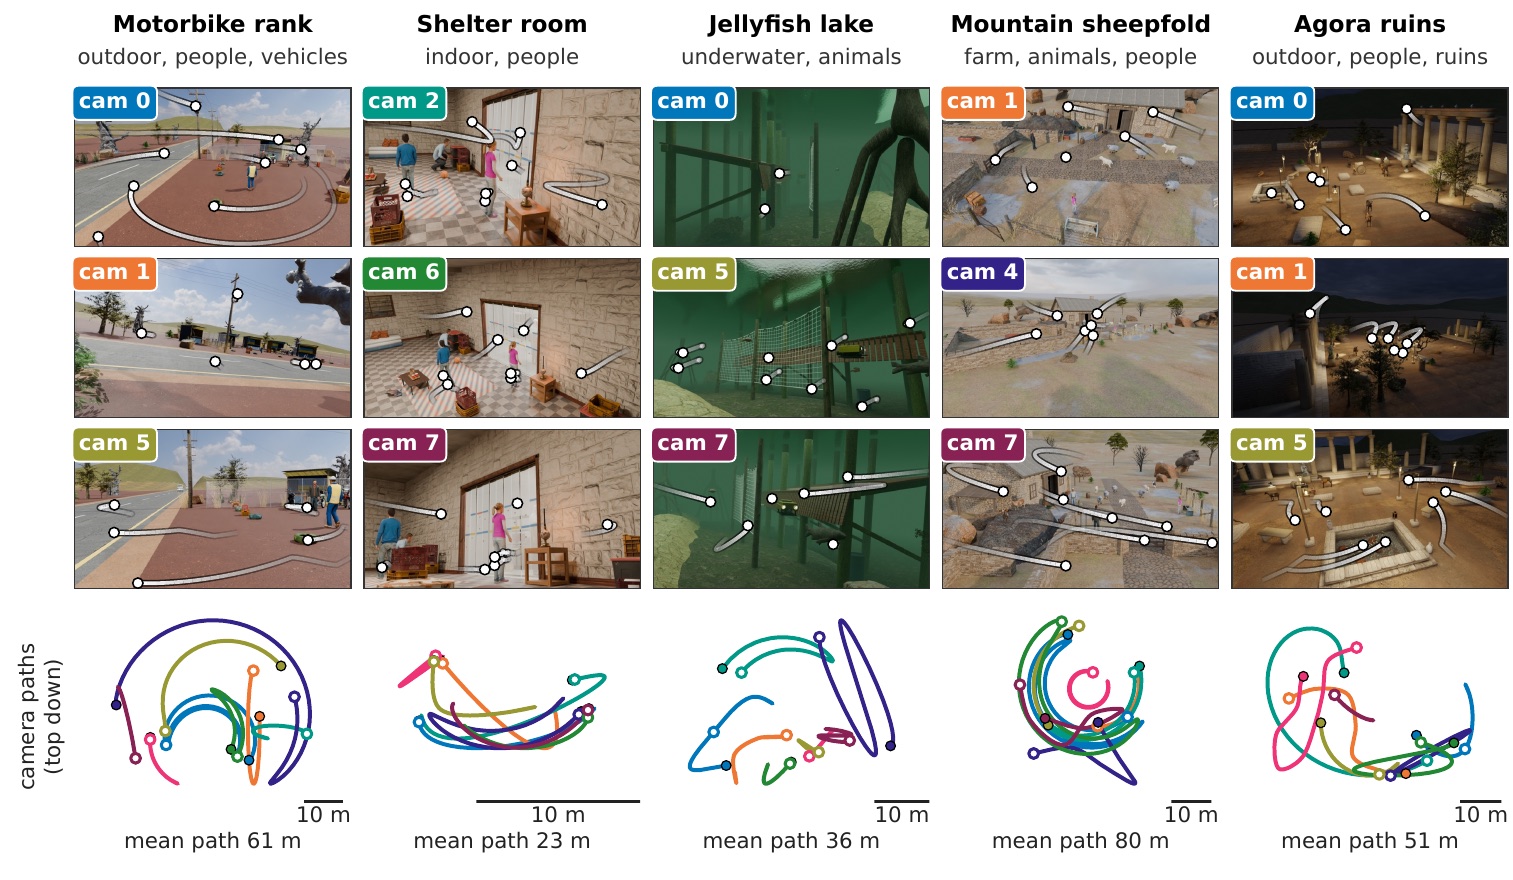 Motorbike rank
outdoor, people, vehicles
Shelter room
indoor, people
Jellyfish lake
underwater, animals
Mountain sheepfold
farm, animals, people
Agora ruins
outdoor, people, ruins
cam 0
cam 2
cam 0
cam 1
cam 0
cam 1
cam 6
cam 5
cam 4
cam 1
cam 5
cam 7
cam 7
cam 7
cam 5
camera paths
(top down)
10 m
10 m
10 m
10 m
10 m
mean path 61 m
mean path 23 m
mean path 36 m
mean path 80 m
mean path 51 m